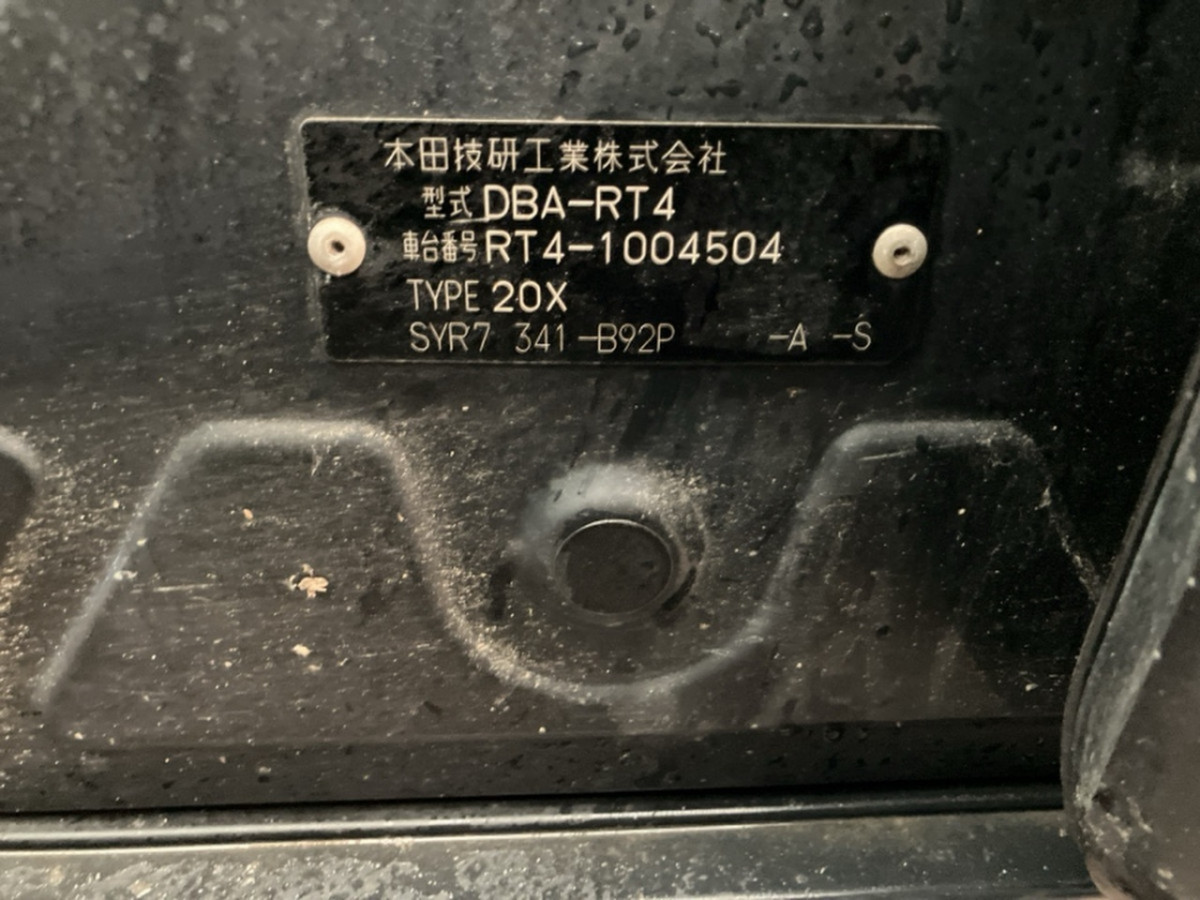 本田技研工業株式会社
型式 DBA-RT4
車台番号 RT4-1004504
TYPE 20X
SYR7 341-B92P -A -S